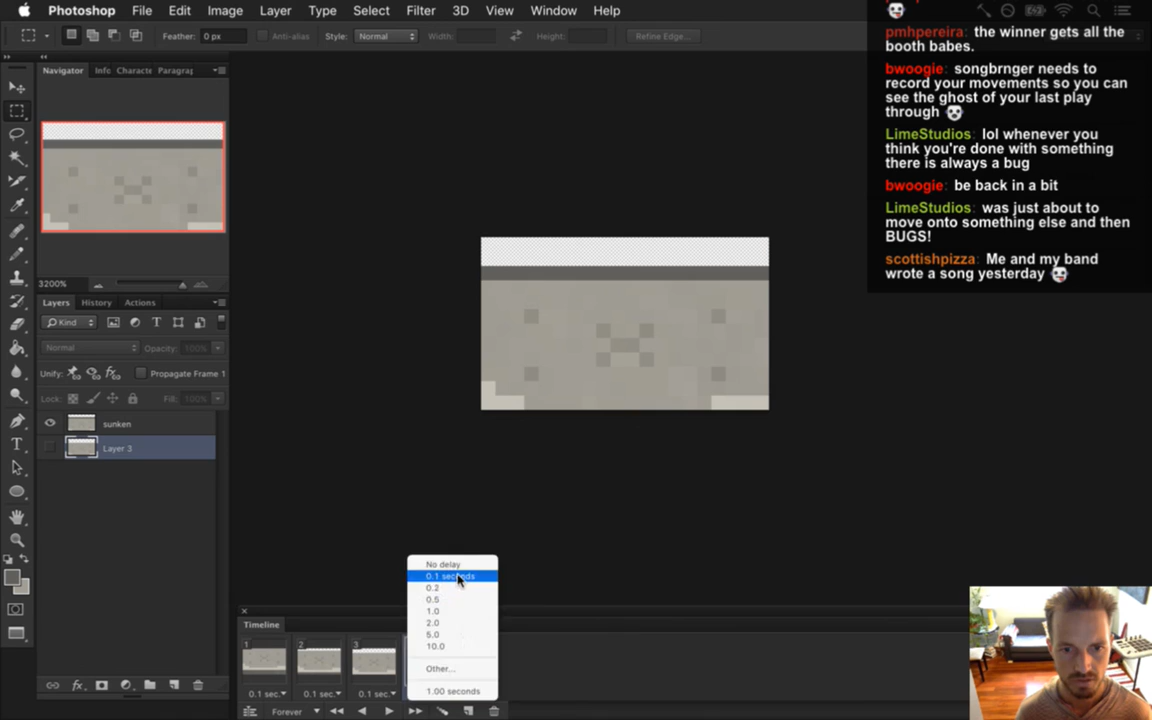 Photoshop File Edit Image Layer Type Select Filter 3D View Window Help
Feather: 0 px Anti-alias Style: Normal Width: Height: Refine Edge...
Navigator Info Characte Paragraj
3200%
Layers History Actions
Kind
Normal Opacity: 100%
Unify: Propagate Frame 1
Lock: Fill: 100%
sunken
Layer 3
pmhpereira: the winner gets all the
booth babes.
bwoogie: songbrnger needs to
record your movements so you can
see the ghost of your last play
through
LimeStudios: lol whenever you
think you're done with something
there is always a bug
bwoogie: be back in a bit
LimeStudios: was just about to
move onto something else and then
BUGS!
scottishpizza: Me and my band
wrote a song yesterday
No delay
0.1 seconds
0.2
0.5
1.0
2.0
5.0
10.0
Other...
1.00 seconds
Timeline
1 2 3
0.1 sec. 0.1 sec. 0.1 sec.
Forever